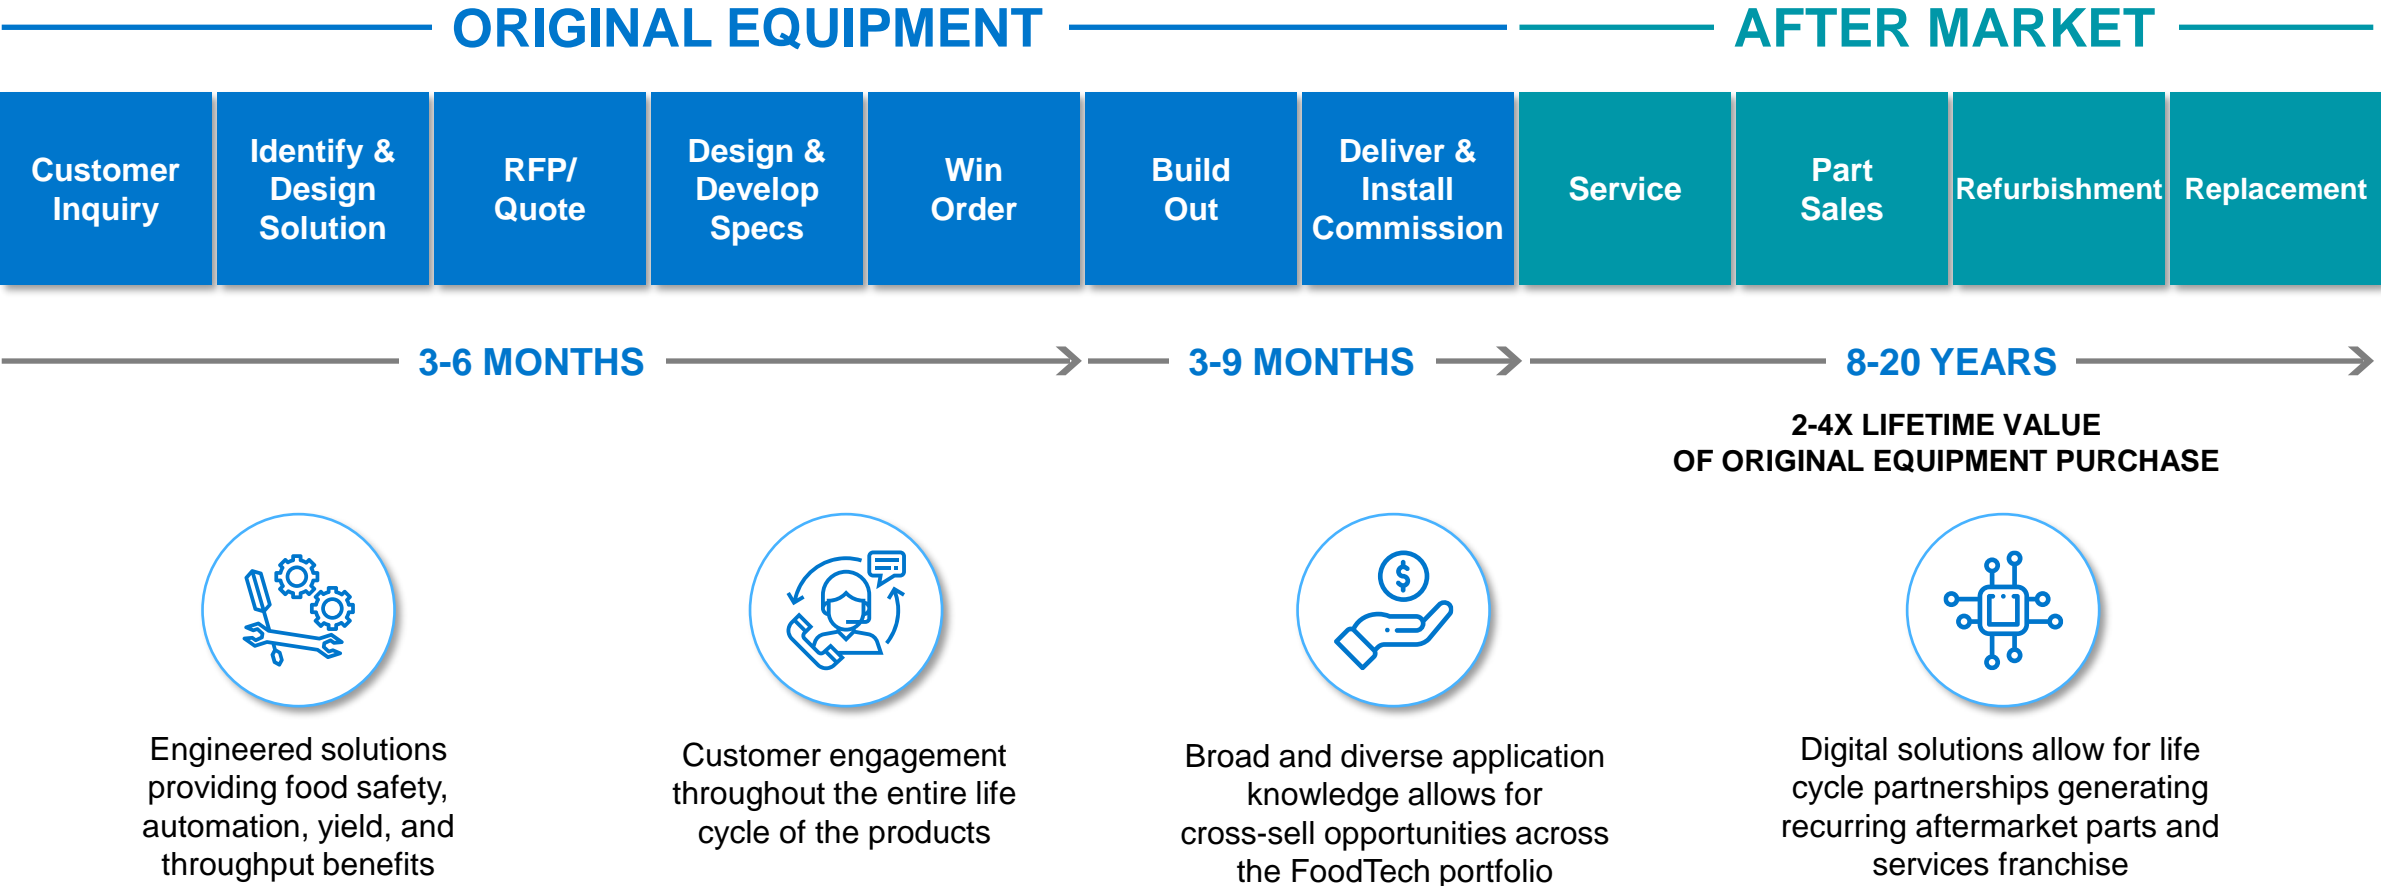 ORIGINAL EQUIPMENT
AFTER MARKET
Customer
Inquiry
Identify &
Design
Solution
RFP/
Quote
Design &
Develop
Specs
Win
Order
Build
Out
Deliver &
Install
Commission
Service
Part
Sales
Refurbishment
Replacement
3-6 MONTHS
3-9 MONTHS
8-20 YEARS
2-4X LIFETIME VALUE
OF ORIGINAL EQUIPMENT PURCHASE
$
Engineered solutions
providing food safety,
automation, yield, and
throughput benefits
Customer engagement
throughout the entire life
cycle of the products
Broad and diverse application
knowledge allows for
cross-sell opportunities across
the FoodTech portfolio
Digital solutions allow for life
cycle partnerships generating
recurring aftermarket parts and
services franchise